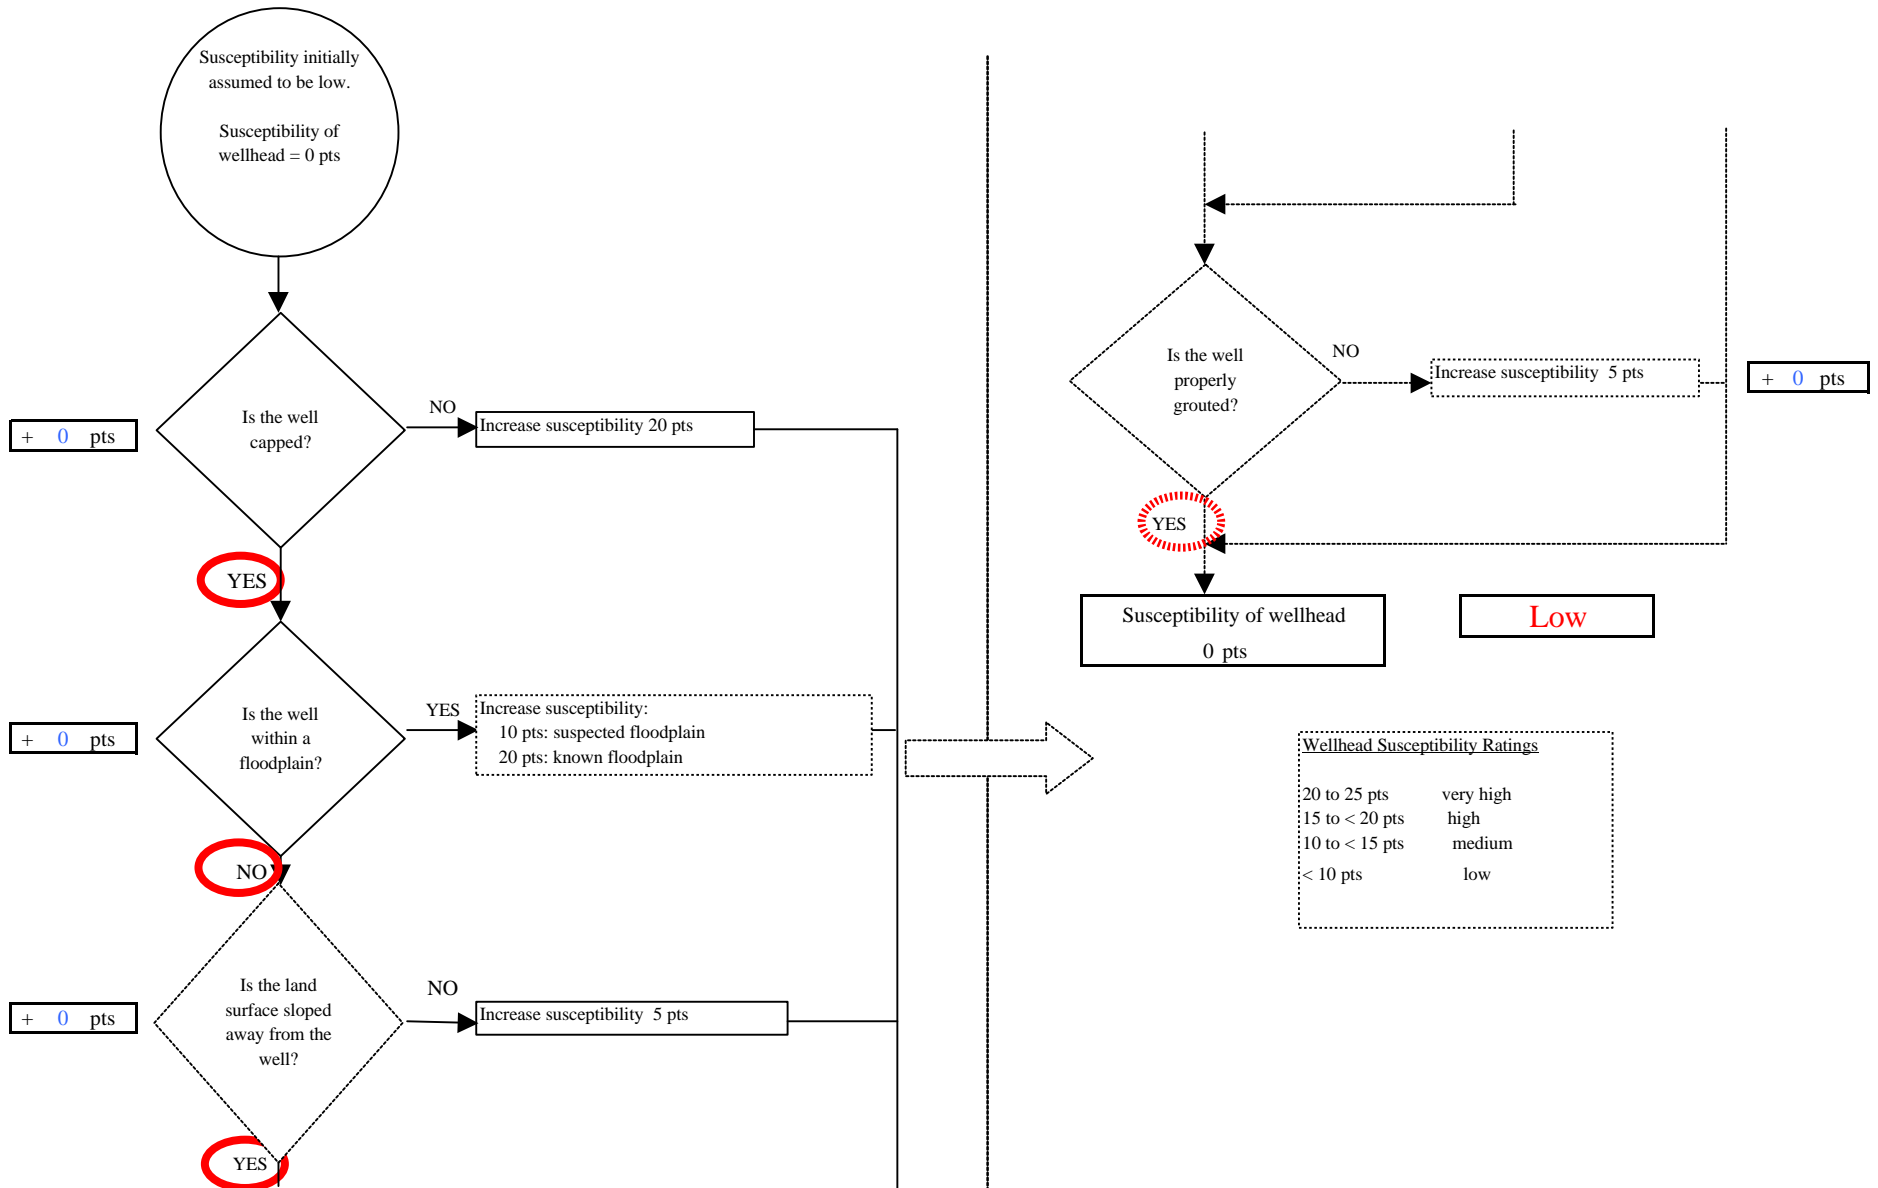 Susceptibility initially
assumed to be low.
Susceptibility of
wellhead = 0 pts
Is the well
capped?
NO
Increase susceptibility 20 pts
+ 0 pts
YES
Is the well
within a
floodplain?
YES
Increase susceptibility:
10 pts: suspected floodplain
20 pts: known floodplain
+ 0 pts
NO
Is the land
surface sloped
away from the
well?
NO
Increase susceptibility 5 pts
+ 0 pts
YES
Is the well
properly
grouted?
NO
Increase susceptibility 5 pts
+ 0 pts
YES
Susceptibility of wellhead
0 pts
Low
Wellhead Susceptibility Ratings
20 to 25 pts very high
15 to < 20 pts high
10 to < 15 pts medium
< 10 pts low